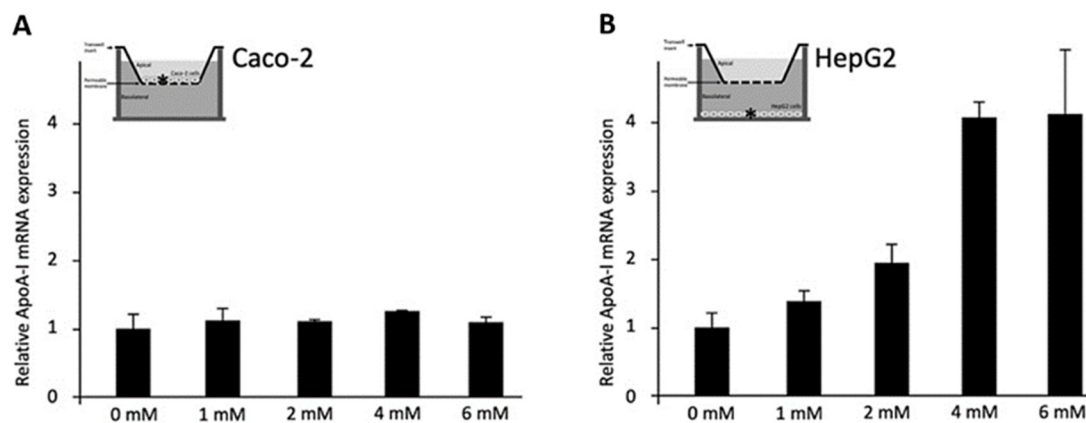 A
Transwell insert
Apical
Caco-2 cells
Permeable membrane
Basolateral
Caco-2
Relative ApoA-I mRNA expression
4
3
2
1
0
0 mM
1 mM
2 mM
4 mM
6 mM
B
Transwell insert
Apical
Permeable membrane
Basolateral
HepG2 cells
HepG2
Relative ApoA-I mRNA expression
4
3
2
1
0
0 mM
1 mM
2 mM
4 mM
6 mM